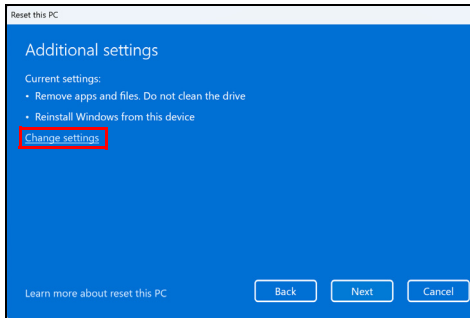 Reset this PC
Additional settings
Current settings:
• Remove apps and files. Do not clean the drive
• Reinstall Windows from this device
Change settings
Learn more about reset this PC
Back
Next
Cancel